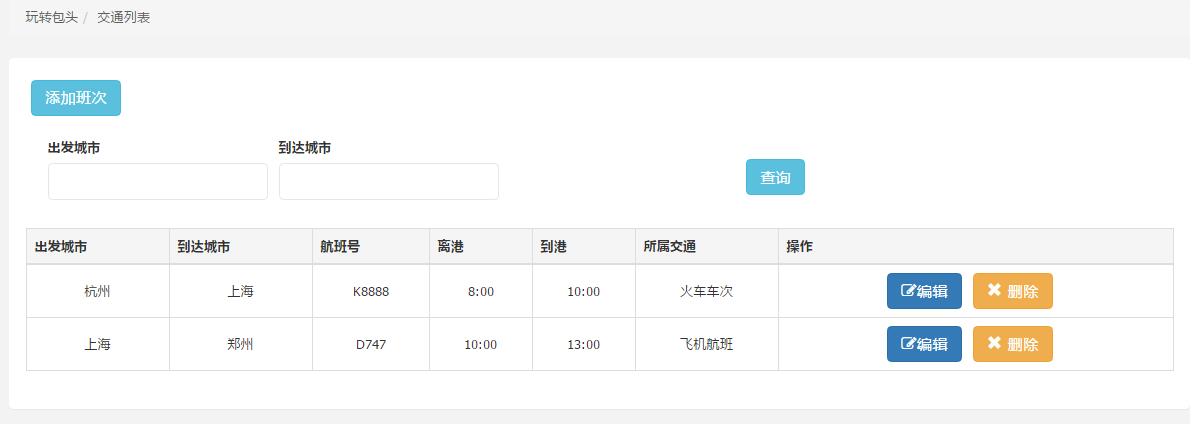 玩转包头 / 交通列表
添加班次
出发城市 到达城市
查询
出发城市 到达城市 航班号 离港 到港 所属交通 操作
杭州 上海 K8888 8:00 10:00 火车车次 编辑 删除
上海 郑州 D747 10:00 13:00 飞机航班 编辑 删除